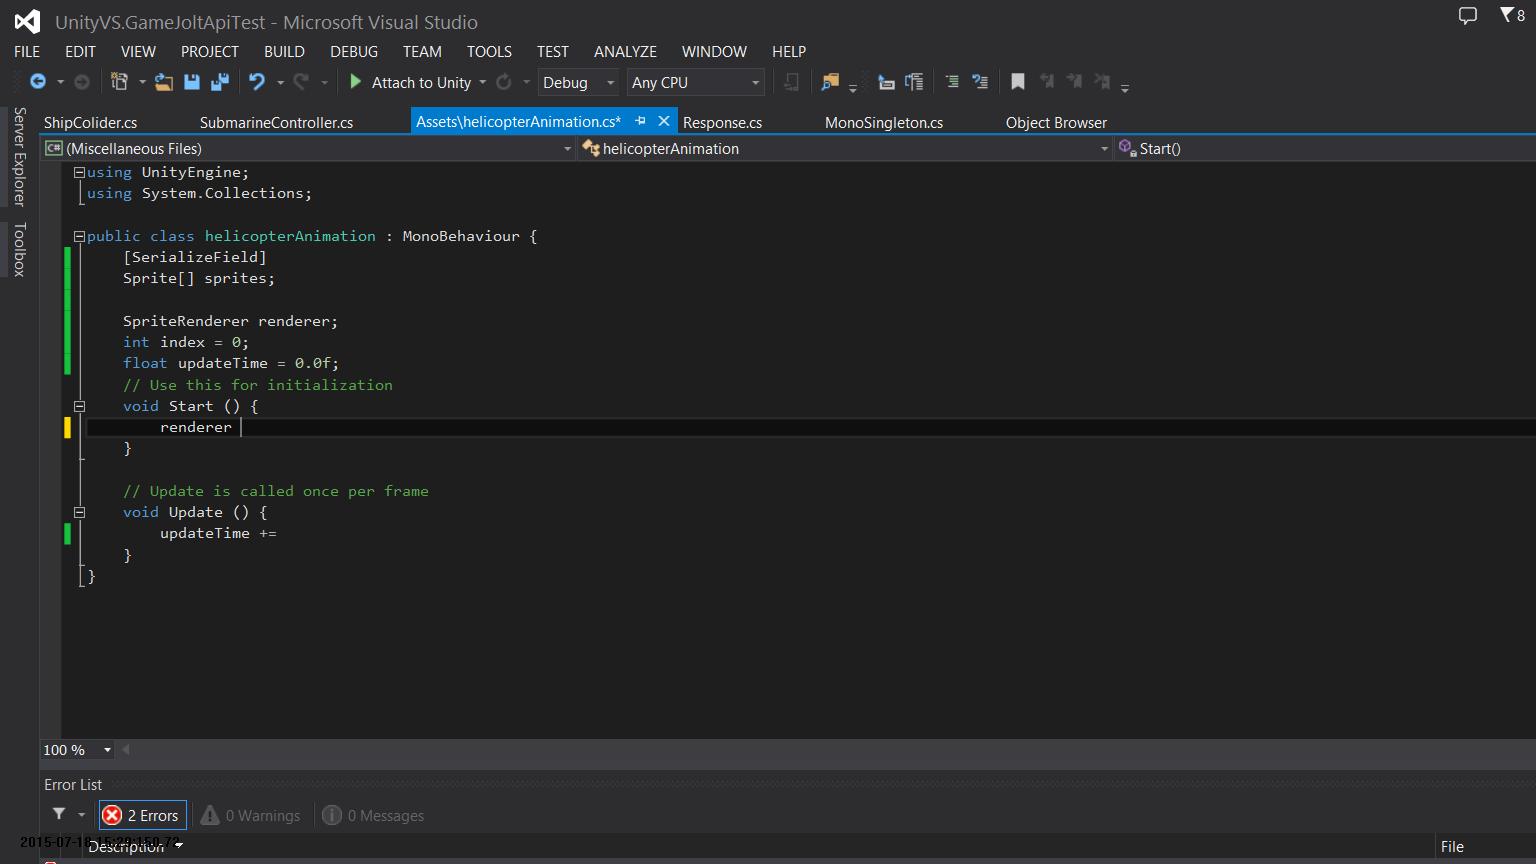 UnityVS.GameJoltApiTest - Microsoft Visual Studio
8
FILE EDIT VIEW PROJECT BUILD DEBUG TEAM TOOLS TEST ANALYZE WINDOW HELP
Attach to Unity Debug Any CPU
Server Explorer
Toolbox
ShipColider.cs SubmarineController.cs Assets\helicopterAnimation.cs* Response.cs MonoSingleton.cs Object Browser
C# (Miscellaneous Files) helicopterAnimation Start()
using UnityEngine;
using System.Collections;
public class helicopterAnimation : MonoBehaviour {
[SerializeField]
Sprite[] sprites;
SpriteRenderer renderer;
int index = 0;
float updateTime = 0.0f;
// Use this for initialization
void Start () {
renderer
}
// Update is called once per frame
void Update () {
updateTime +=
}
}
100 %
Error List
2 Errors 0 Warnings 0 Messages
Description File